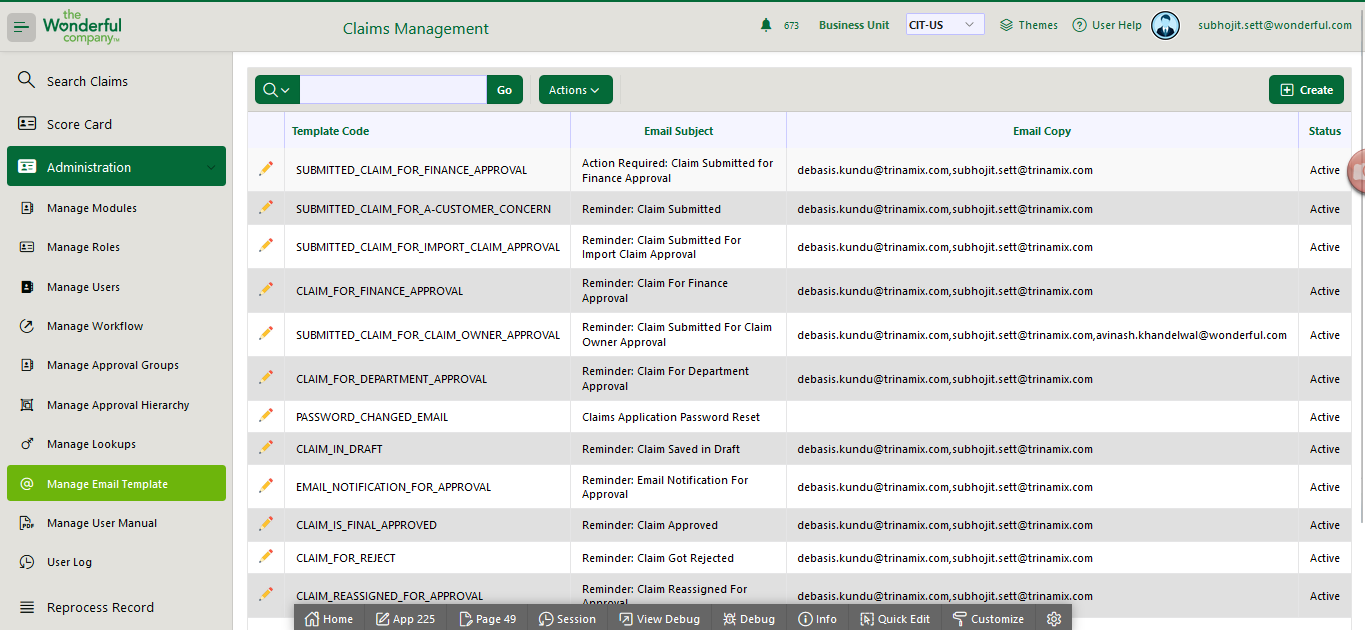 the
Wonderful
company
Claims Management
673
Business Unit
CIT-US
Themes
User Help
subhojit.sett@wonderful.com
Search Claims
Score Card
Administration
Manage Modules
Manage Roles
Manage Users
Manage Workflow
Manage Approval Groups
Manage Approval Hierarchy
Manage Lookups
Manage Email Template
Manage User Manual
User Log
Reprocess Record
Go
Actions
Create
Template Code Email Subject Email Copy Status
SUBMITTED_CLAIM_FOR_FINANCE_APPROVAL
Action Required: Claim Submitted for
Finance Approval
debasis.kundu@trinamix.com,subhojit.sett@trinamix.com
Active
SUBMITTED_CLAIM_FOR_A-CUSTOMER_CONCERN
Reminder: Claim Submitted
debasis.kundu@trinamix.com,subhojit.sett@trinamix.com
Active
SUBMITTED_CLAIM_FOR_IMPORT_CLAIM_APPROVAL
Reminder: Claim Submitted For
Import Claim Approval
debasis.kundu@trinamix.com,subhojit.sett@trinamix.com
Active
CLAIM_FOR_FINANCE_APPROVAL
Reminder: Claim For Finance
Approval
debasis.kundu@trinamix.com,subhojit.sett@trinamix.com
Active
SUBMITTED_CLAIM_FOR_CLAIM_OWNER_APPROVAL
Reminder: Claim Submitted For Claim
Owner Approval
debasis.kundu@trinamix.com,subhojit.sett@trinamix.com,avinash.khandelwal@wonderful.com
Active
CLAIM_FOR_DEPARTMENT_APPROVAL
Reminder: Claim For Department
Approval
debasis.kundu@trinamix.com,subhojit.sett@trinamix.com
Active
PASSWORD_CHANGED_EMAIL
Claims Application Password Reset
Active
CLAIM_IN_DRAFT
Reminder: Claim Saved in Draft
debasis.kundu@trinamix.com,subhojit.sett@trinamix.com
Active
EMAIL_NOTIFICATION_FOR_APPROVAL
Reminder: Email Notification For
Approval
debasis.kundu@trinamix.com,subhojit.sett@trinamix.com
Active
CLAIM_IS_FINAL_APPROVED
Reminder: Claim Approved
debasis.kundu@trinamix.com,subhojit.sett@trinamix.com
Active
CLAIM_FOR_REJECT
Reminder: Claim Got Rejected
debasis.kundu@trinamix.com,subhojit.sett@trinamix.com
Active
CLAIM_REASSIGNED_FOR_APPROVAL
Reminder: Claim Reassigned For
Approval
debasis.kundu@trinamix.com,subhojit.sett@trinamix.com
Active
Home
App 225
Page 49
Session
View Debug
Debug
Info
Quick Edit
Customize